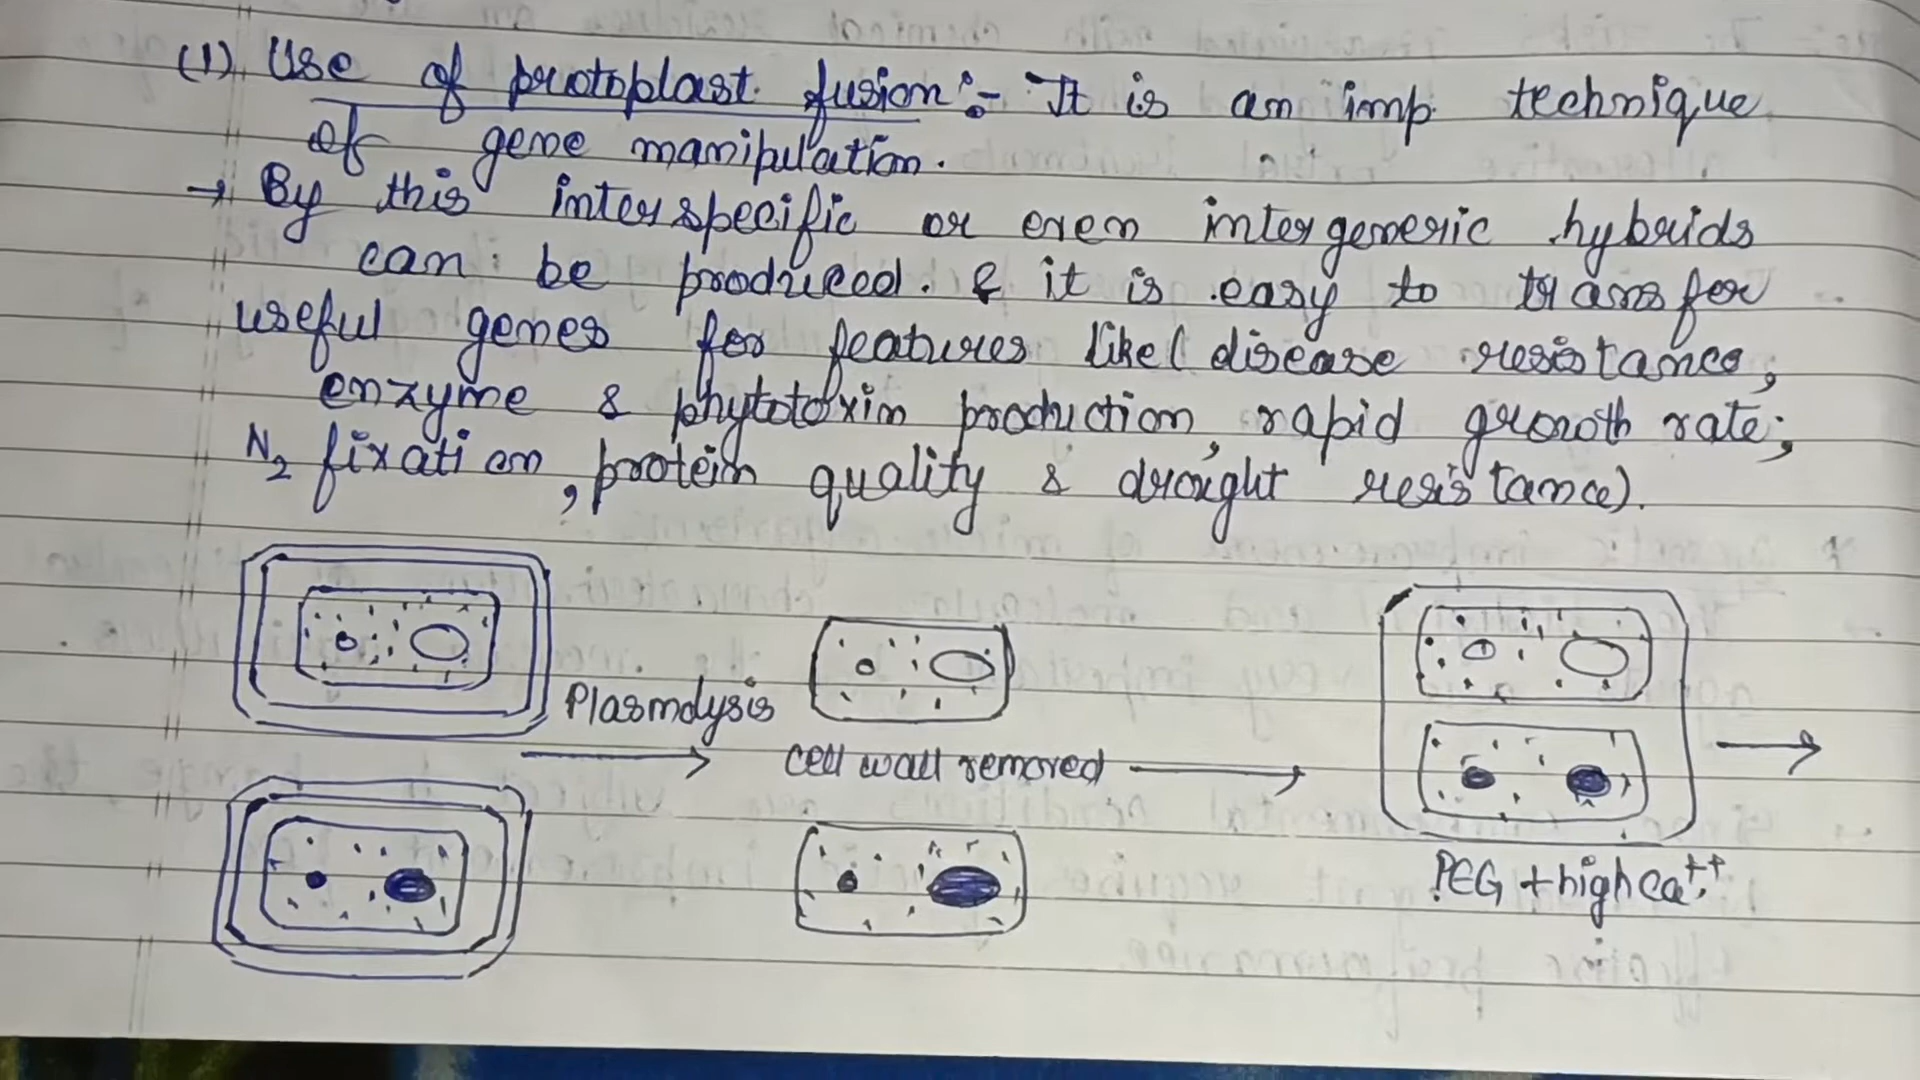 (1) Use of protoplast fusion :- It is an imp. technique
of gene manipulation.
→ By this interspecific or even intergeneric hybrids
can be produced. & it is easy to transfer
useful genes for features like (disease resistance,
enzyme & phytotoxin production, rapid growth rate,
N2 fixation, protein quality & drought resistance).
Plasmolysis
cell wall removed
PEG + high Ca++